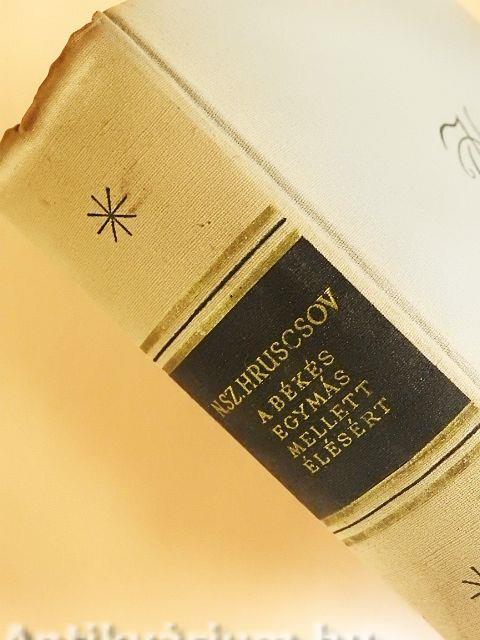 N.SZ.HRUSCSOV
A BÉKÉS
EGYMÁS
MELLETT
ÉLÉSÉRT